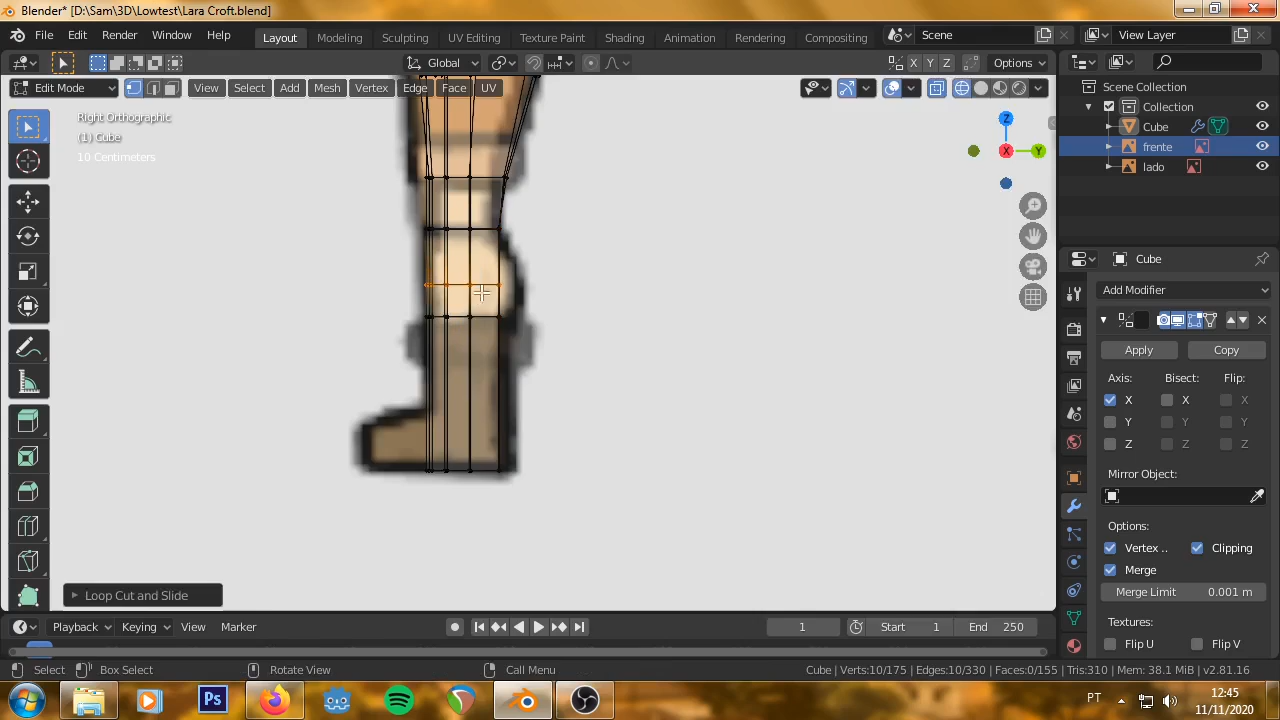 Blender* [D:\Sam\3D\Lowtest\Lara Croft.blend]
File Edit Render Window Help
Layout Modeling Sculpting UV Editing Texture Paint Shading Animation Rendering Compositing
Scene
View Layer
Global
X Y Z
Options
Edit Mode
View Select Add Mesh Vertex Edge Face UV
Right Orthographic
(1) Cube
10 Centimeters
Z
X
Y
Scene Collection
Collection
Cube
frente
lado
Cube
Add Modifier
Apply
Copy
Axis: Bisect: Flip:
X X X
Y Y Y
Z Z Z
Mirror Object:
Options:
Vertex .. Clipping
Merge
Merge Limit 0.001 m
Textures:
Flip U Flip V
Loop Cut and Slide
Playback Keying View Marker
1
Start 1
End 250
Select
Box Select
Rotate View
Call Menu
Cube | Verts:10/175 | Edges:10/330 | Faces:0/155 | Tris:310 | Mem: 38.1 MiB | v2.81.16
Ps
PT
12:45
11/11/2020